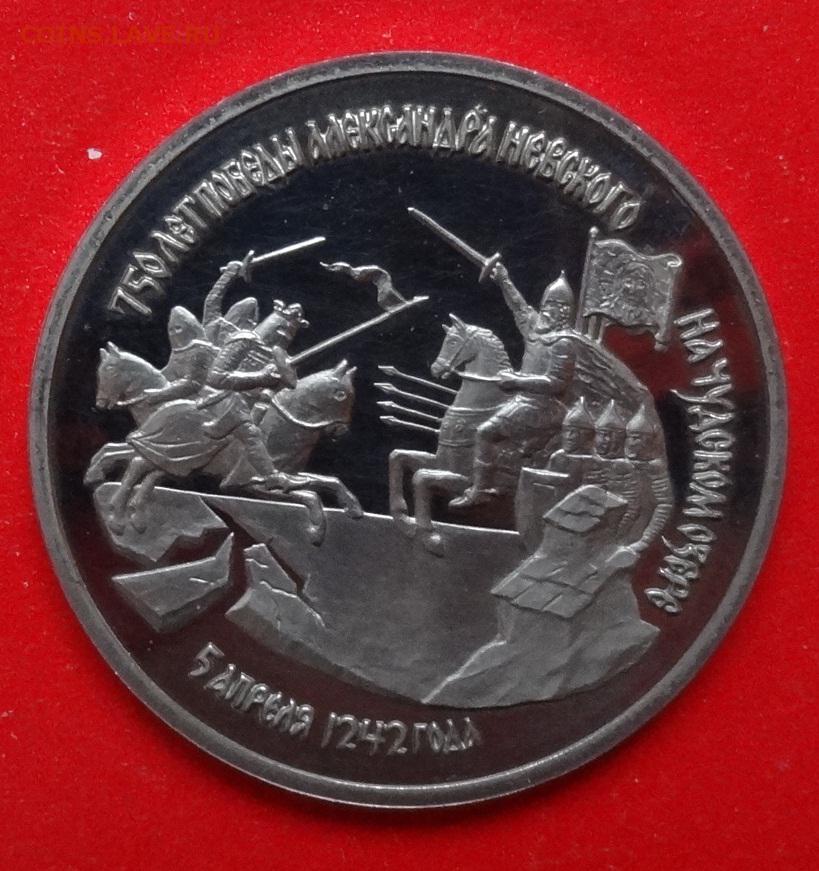 COINS.LAVE.RU
750 ЛЕТ ПОБЕДЫ АЛЕКСАНДРА НЕВСКОГО
НА ЧУДСКОМ ОЗЕРЕ
5 АПРЕЛЯ 1242 ГОДА